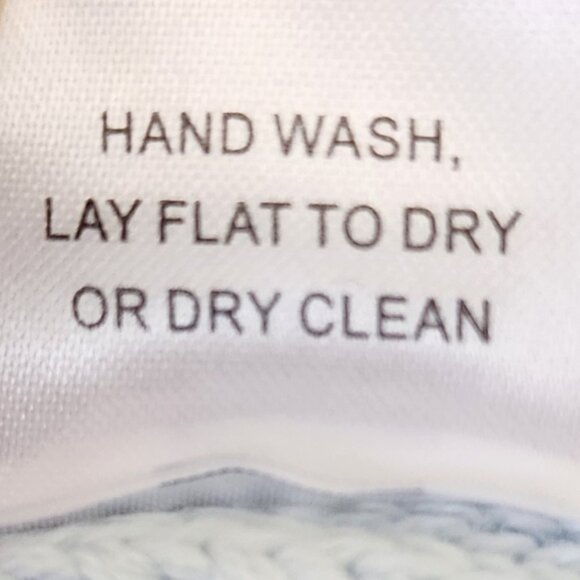 HAND WASH,
LAY FLAT TO DRY
OR DRY CLEAN